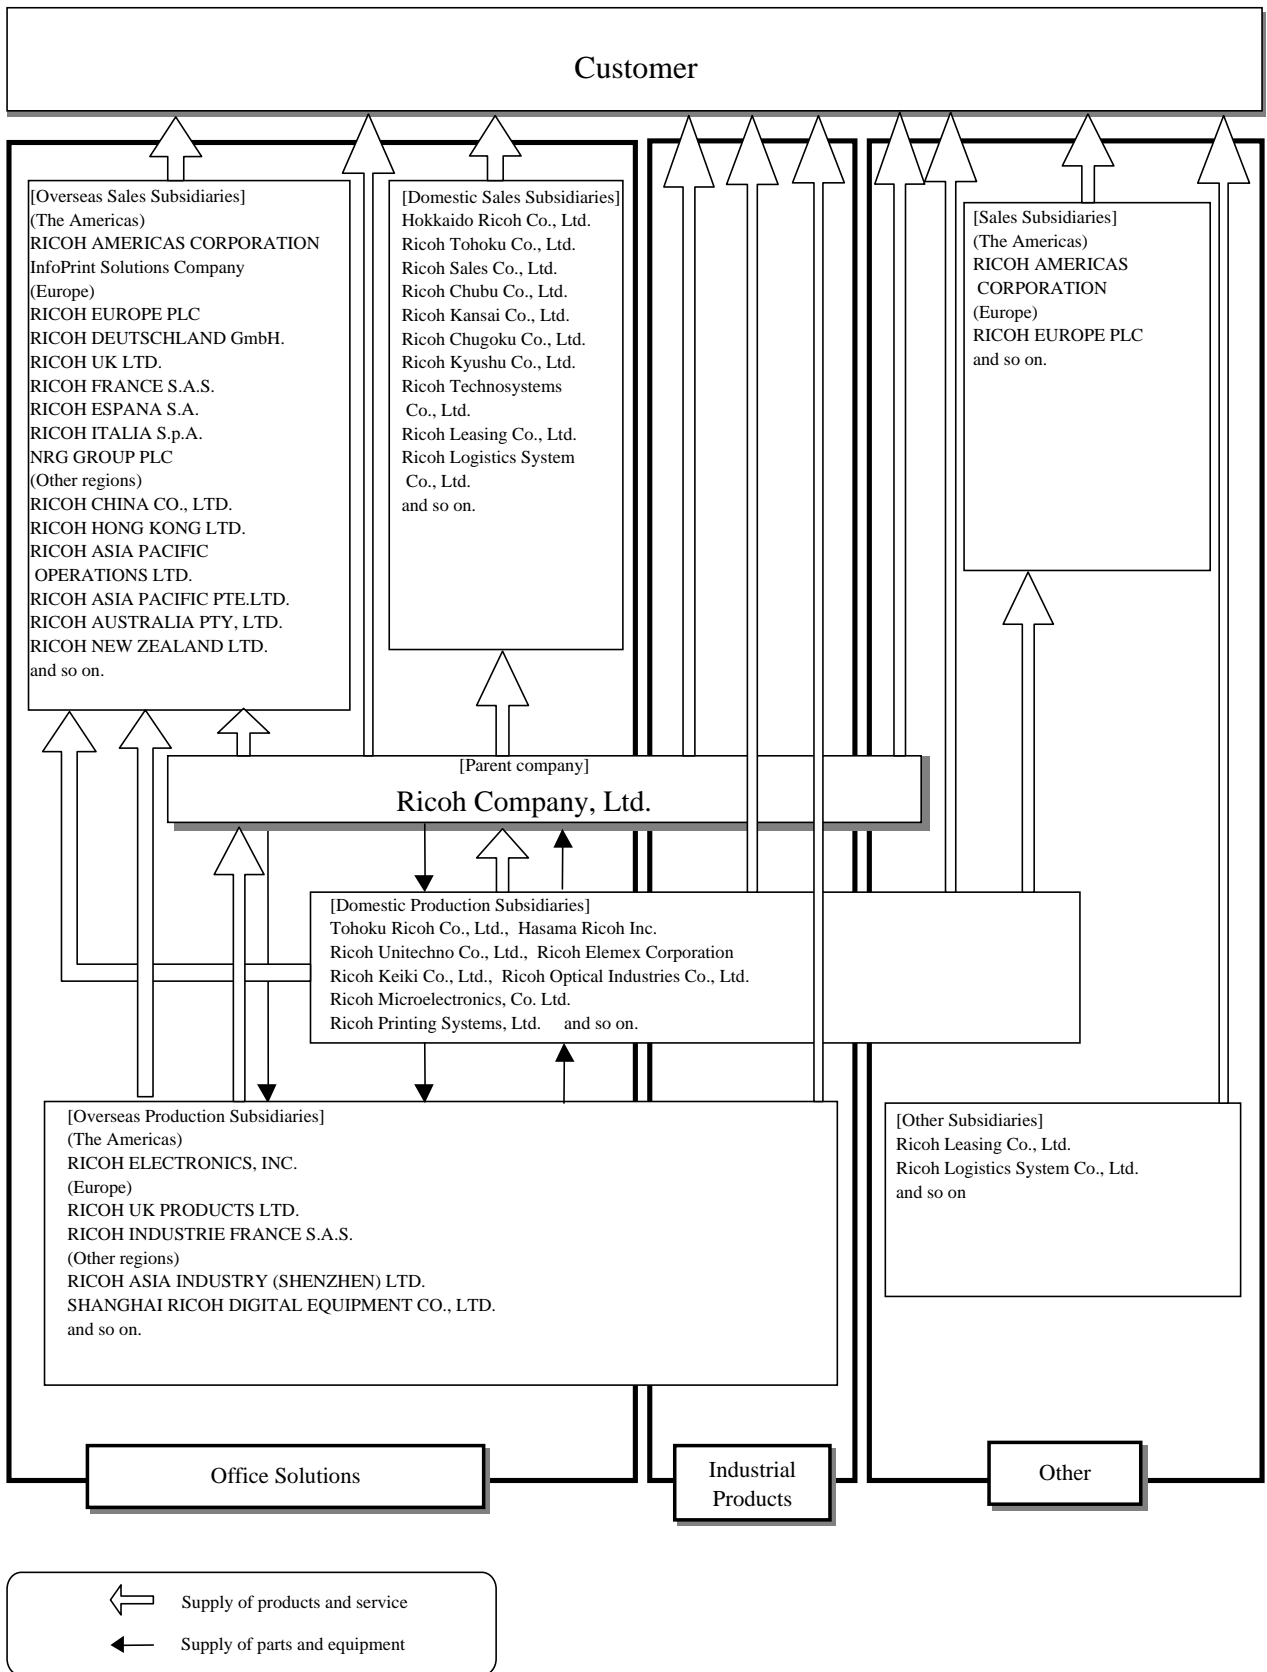 Customer
[Overseas Sales Subsidiaries]
(The Americas)
RICOH AMERICAS CORPORATION
InfoPrint Solutions Company
(Europe)
RICOH EUROPE PLC
RICOH DEUTSCHLAND GmbH.
RICOH UK LTD.
RICOH FRANCE S.A.S.
RICOH ESPANA S.A.
RICOH ITALIA S.p.A.
NRG GROUP PLC
(Other regions)
RICOH CHINA CO., LTD.
RICOH HONG KONG LTD.
RICOH ASIA PACIFIC
OPERATIONS LTD.
RICOH ASIA PACIFIC PTE.LTD.
RICOH AUSTRALIA PTY, LTD.
RICOH NEW ZEALAND LTD.
and so on.
[Domestic Sales Subsidiaries]
Hokkaido Ricoh Co., Ltd.
Ricoh Tohoku Co., Ltd.
Ricoh Sales Co., Ltd.
Ricoh Chubu Co., Ltd.
Ricoh Kansai Co., Ltd.
Ricoh Chugoku Co., Ltd.
Ricoh Kyushu Co., Ltd.
Ricoh Technosystems
Co., Ltd.
Ricoh Leasing Co., Ltd.
Ricoh Logistics System
Co., Ltd.
and so on.
[Sales Subsidiaries]
(The Americas)
RICOH AMERICAS
CORPORATION
(Europe)
RICOH EUROPE PLC
and so on.
[Parent company]
Ricoh Company, Ltd.
[Domestic Production Subsidiaries]
Tohoku Ricoh Co., Ltd., Hasama Ricoh Inc.
Ricoh Unitechno Co., Ltd., Ricoh Elemex Corporation
Ricoh Keiki Co., Ltd., Ricoh Optical Industries Co., Ltd.
Ricoh Microelectronics, Co. Ltd.
Ricoh Printing Systems, Ltd. and so on.
[Overseas Production Subsidiaries]
(The Americas)
RICOH ELECTRONICS, INC.
(Europe)
RICOH UK PRODUCTS LTD.
RICOH INDUSTRIE FRANCE S.A.S.
(Other regions)
RICOH ASIA INDUSTRY (SHENZHEN) LTD.
SHANGHAI RICOH DIGITAL EQUIPMENT CO., LTD.
and so on.
[Other Subsidiaries]
Ricoh Leasing Co., Ltd.
Ricoh Logistics System Co., Ltd.
and so on
Office Solutions
Industrial
Products
Other
Supply of products and service
Supply of parts and equipment